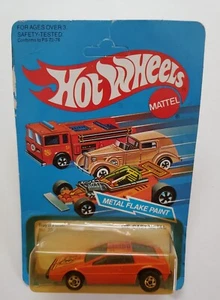 FOR AGES OVER 3
SAFETY-TESTED
HOT WHEELS
MATTEL
METAL FLAKE PAINT